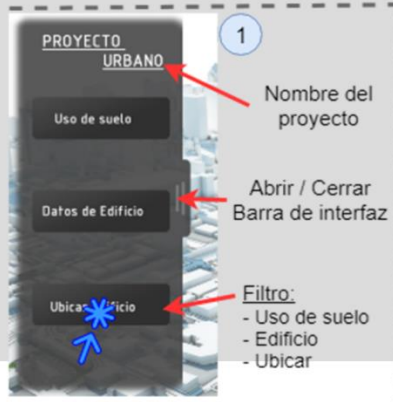 PROYECTO
URBANO
1
Nombre del
proyecto
Uso de suelo
Abrir / Cerrar
Barra de interfaz
Datos de Edificio
Filtro:
- Uso de suelo
- Edificio
- Ubicar